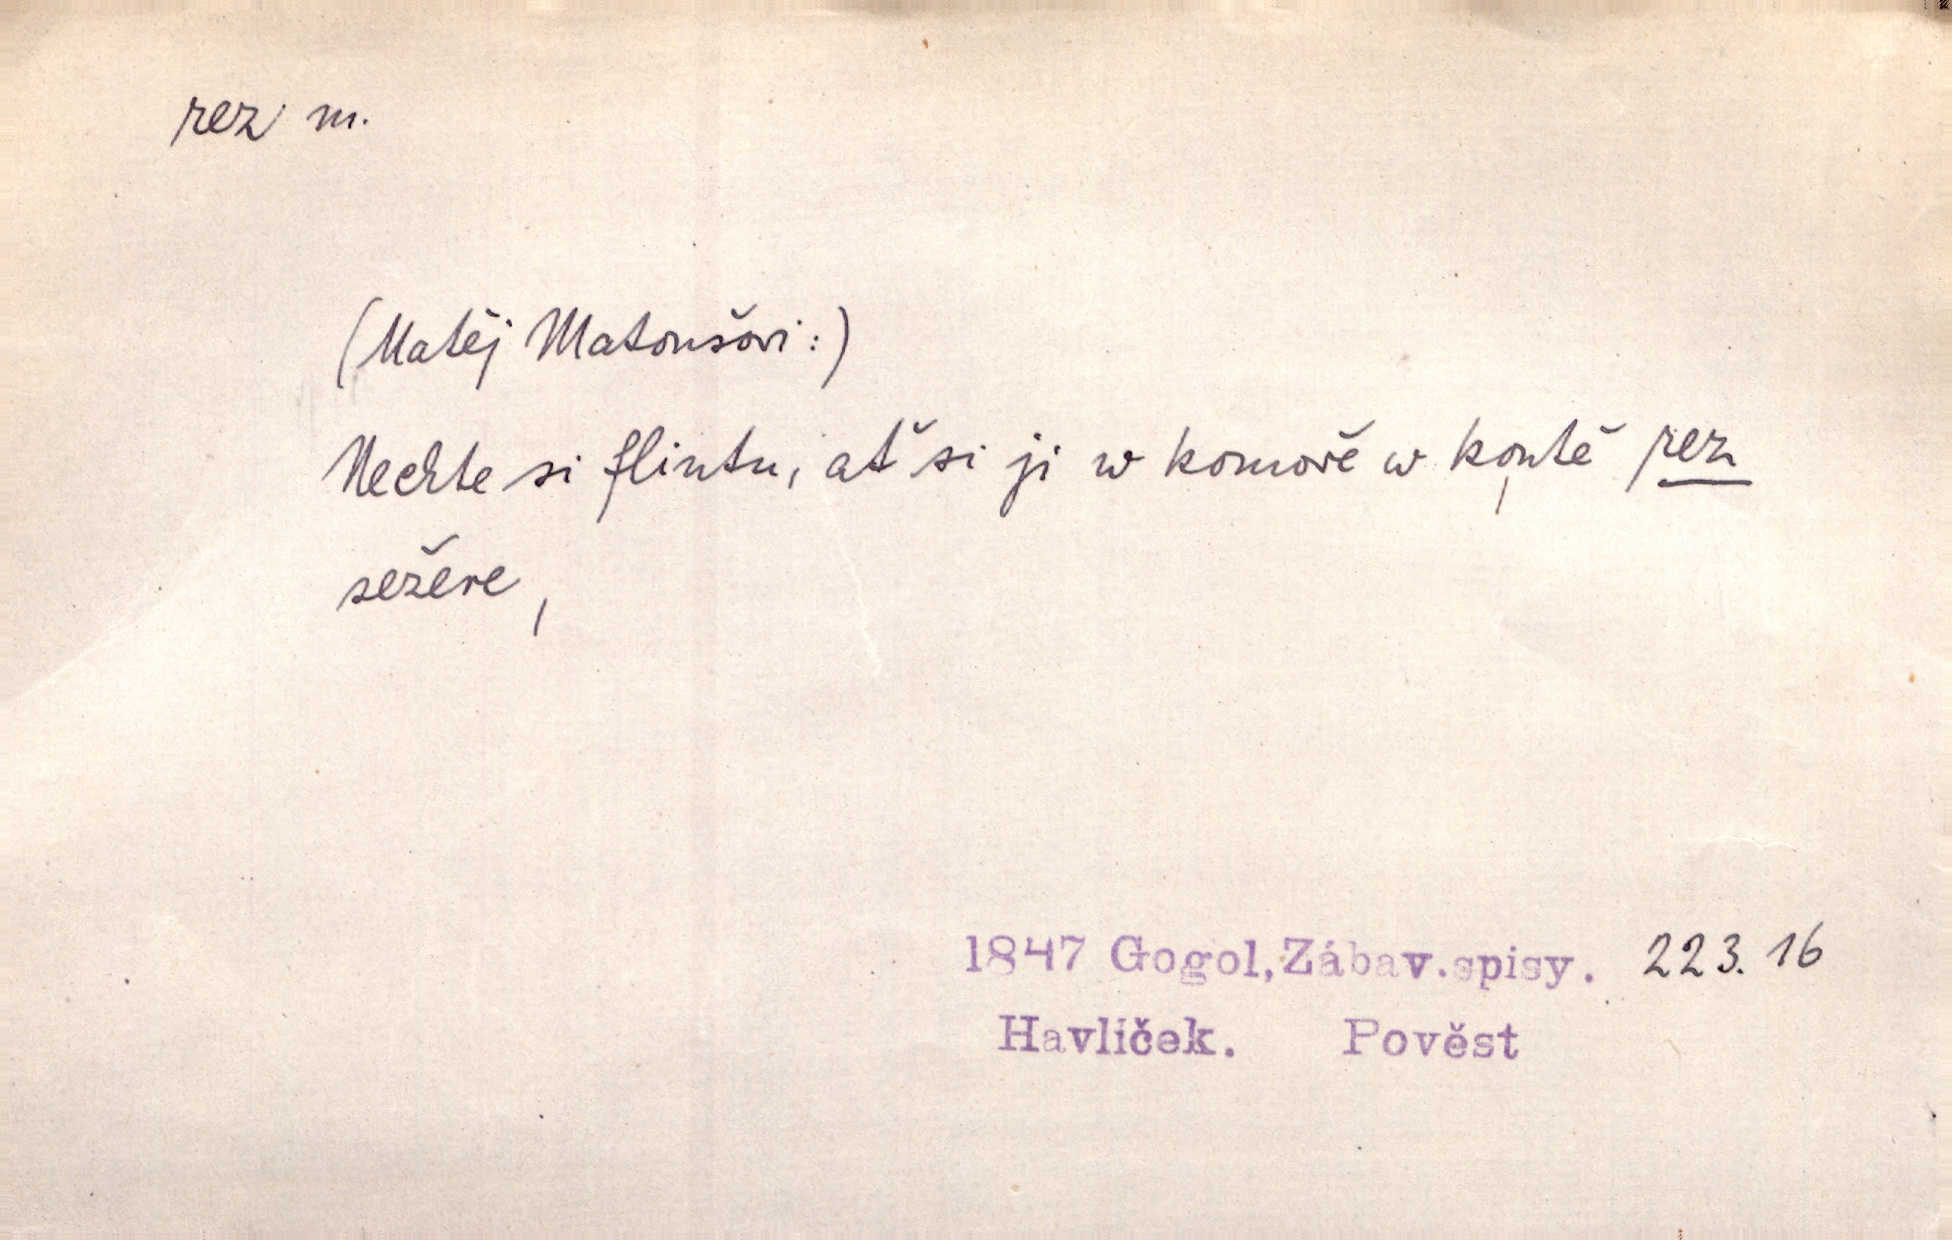 rez m.
(Matěj Matoušovi:)
Nechte si flintu, ať si ji w komoře w koutě rez
sežere,
1847 Gogol,Zábav.spisy. 223.16
Havlíček. Pověst